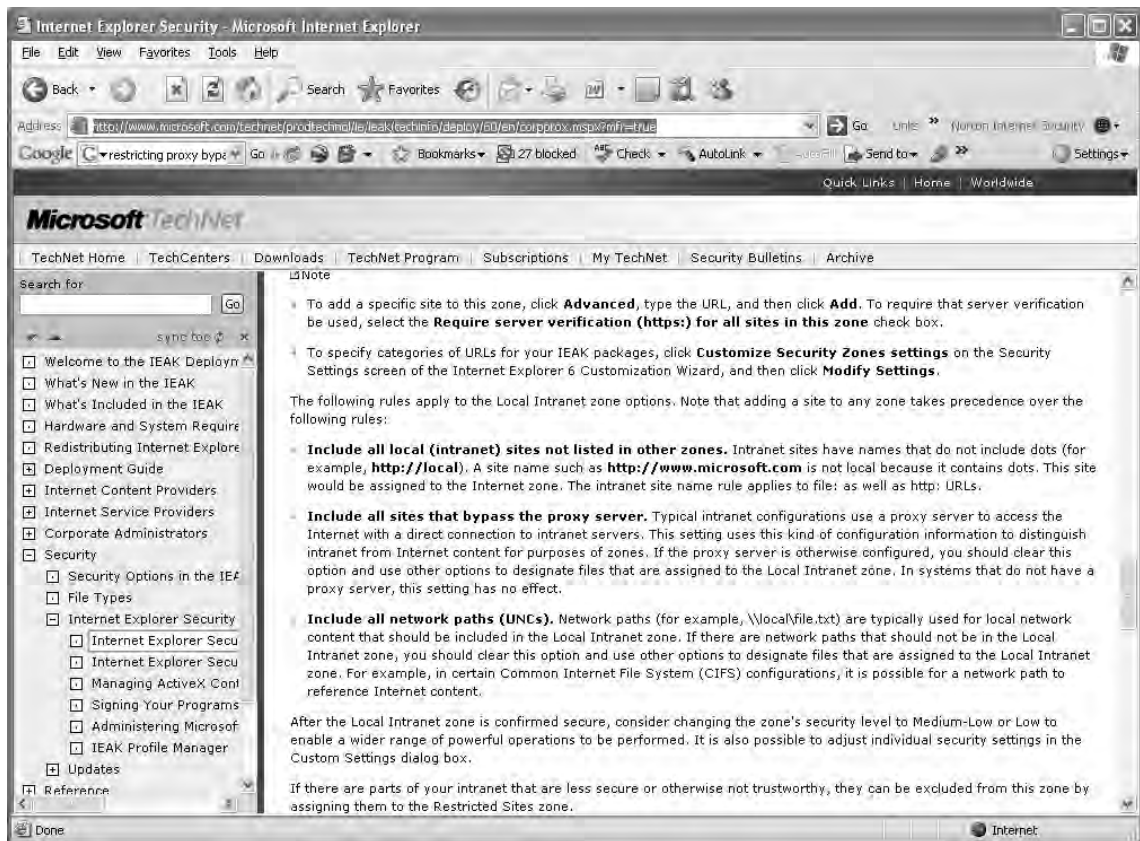 Internet Explorer Security - Microsoft Internet Explorer
File Edit View Favorites Tools Help
Back Search Favorites
Address http://www.microsoft.com/technet/prodtechnol/ie/ieak/techinfo/deploy/60/en/corpprox.mspx?mfr=true Go Links » Norton Internet Security
Google restricting proxy bypa Go Bookmarks 27 blocked Check AutoLink AutoFill Send to » Settings
Quick Links | Home | Worldwide
Microsoft TechNet
TechNet Home | TechCenters | Downloads | TechNet Program | Subscriptions | My TechNet | Security Bulletins | Archive
Search for
Go
sync toc
Welcome to the IEAK Deploym
What's New in the IEAK
What's Included in the IEAK
Hardware and System Require
Redistributing Internet Explore
Deployment Guide
Internet Content Providers
Internet Service Providers
Corporate Administrators
Security
Security Options in the IEA
File Types
Internet Explorer Security
Internet Explorer Secu
Internet Explorer Secu
Managing ActiveX Cont
Signing Your Programs
Administering Microsof
IEAK Profile Manager
Updates
Reference
Note
To add a specific site to this zone, click Advanced, type the URL, and then click Add. To require that server verification
be used, select the Require server verification (https:) for all sites in this zone check box.
To specify categories of URLs for your IEAK packages, click Customize Security Zones settings on the Security
Settings screen of the Internet Explorer 6 Customization Wizard, and then click Modify Settings.
The following rules apply to the Local Intranet zone options. Note that adding a site to any zone takes precedence over the
following rules:
Include all local (intranet) sites not listed in other zones. Intranet sites have names that do not include dots (for
example, http://local). A site name such as http://www.microsoft.com is not local because it contains dots. This site
would be assigned to the Internet zone. The intranet site name rule applies to file: as well as http: URLs.
Include all sites that bypass the proxy server. Typical intranet configurations use a proxy server to access the
Internet with a direct connection to intranet servers. This setting uses this kind of configuration information to distinguish
intranet from Internet content for purposes of zones. If the proxy server is otherwise configured, you should clear this
option and use other options to designate files that are assigned to the Local Intranet zone. In systems that do not have a
proxy server, this setting has no effect.
Include all network paths (UNCs). Network paths (for example, \\local\file.txt) are typically used for local network
content that should be included in the Local Intranet zone. If there are network paths that should not be in the Local
Intranet zone, you should clear this option and use other options to designate files that are assigned to the Local Intranet
zone. For example, in certain Common Internet File System (CIFS) configurations, it is possible for a network path to
reference Internet content.
After the Local Intranet zone is confirmed secure, consider changing the zone's security level to Medium-Low or Low to
enable a wider range of powerful operations to be performed. It is also possible to adjust individual security settings in the
Custom Settings dialog box.
If there are parts of your intranet that are less secure or otherwise not trustworthy, they can be excluded from this zone by
assigning them to the Restricted Sites zone.
Done Internet